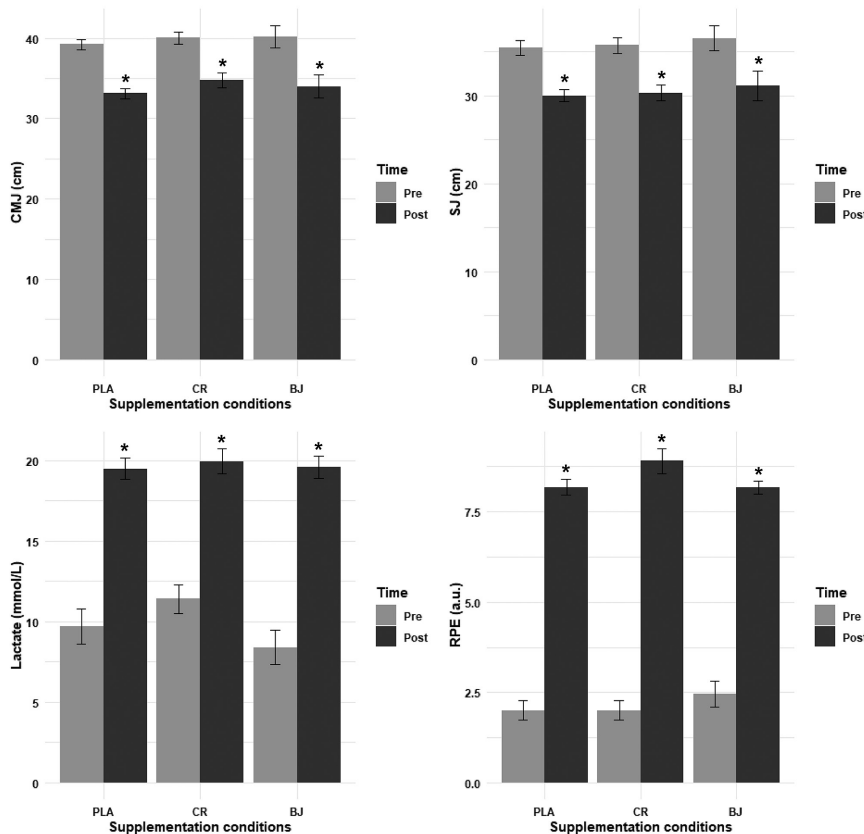 CMJ (cm)
40
30
20
10
0
*
*
*
PLA
CR
BJ
Supplementation conditions
Time
Pre
Post
SJ (cm)
30
20
10
0
*
*
*
PLA
CR
BJ
Supplementation conditions
Time
Pre
Post
Lactate (mmol/L)
20
15
10
5
0
*
*
*
PLA
CR
BJ
Supplementation conditions
Time
Pre
Post
RPE (a.u.)
7.5
5.0
2.5
0.0
*
*
*
PLA
CR
BJ
Supplementation conditions
Time
Pre
Post